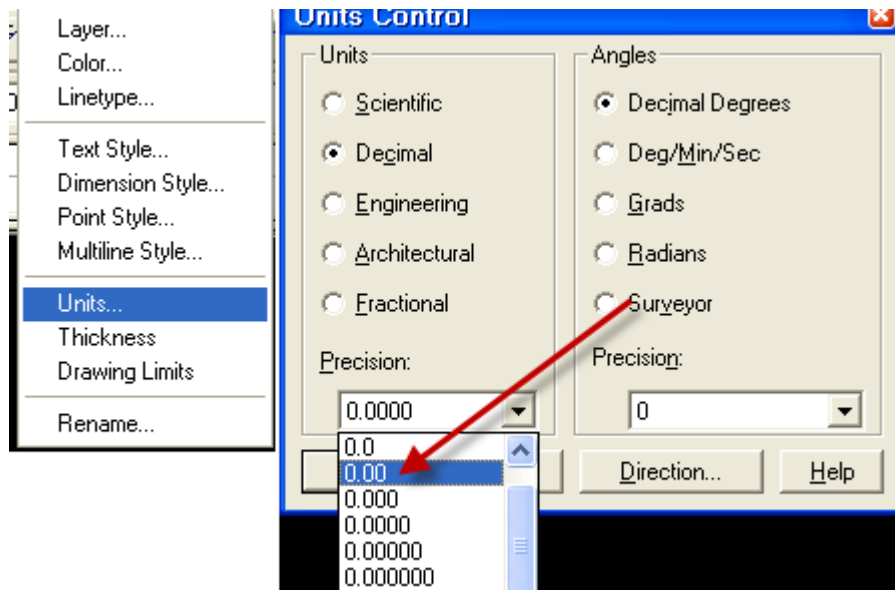 Layer...
Color...
Linetype...
Text Style...
Dimension Style...
Point Style...
Multiline Style...
Units...
Thickness
Drawing Limits
Rename...
Units Control
Units
Scientific
Decimal
Engineering
Architectural
Fractional
Precision:
0.0000
0.0
0.00
0.000
0.0000
0.00000
0.000000
Angles
Decimal Degrees
Deg/Min/Sec
Grads
Radians
Surveyor
Precision:
0
Direction...
Help